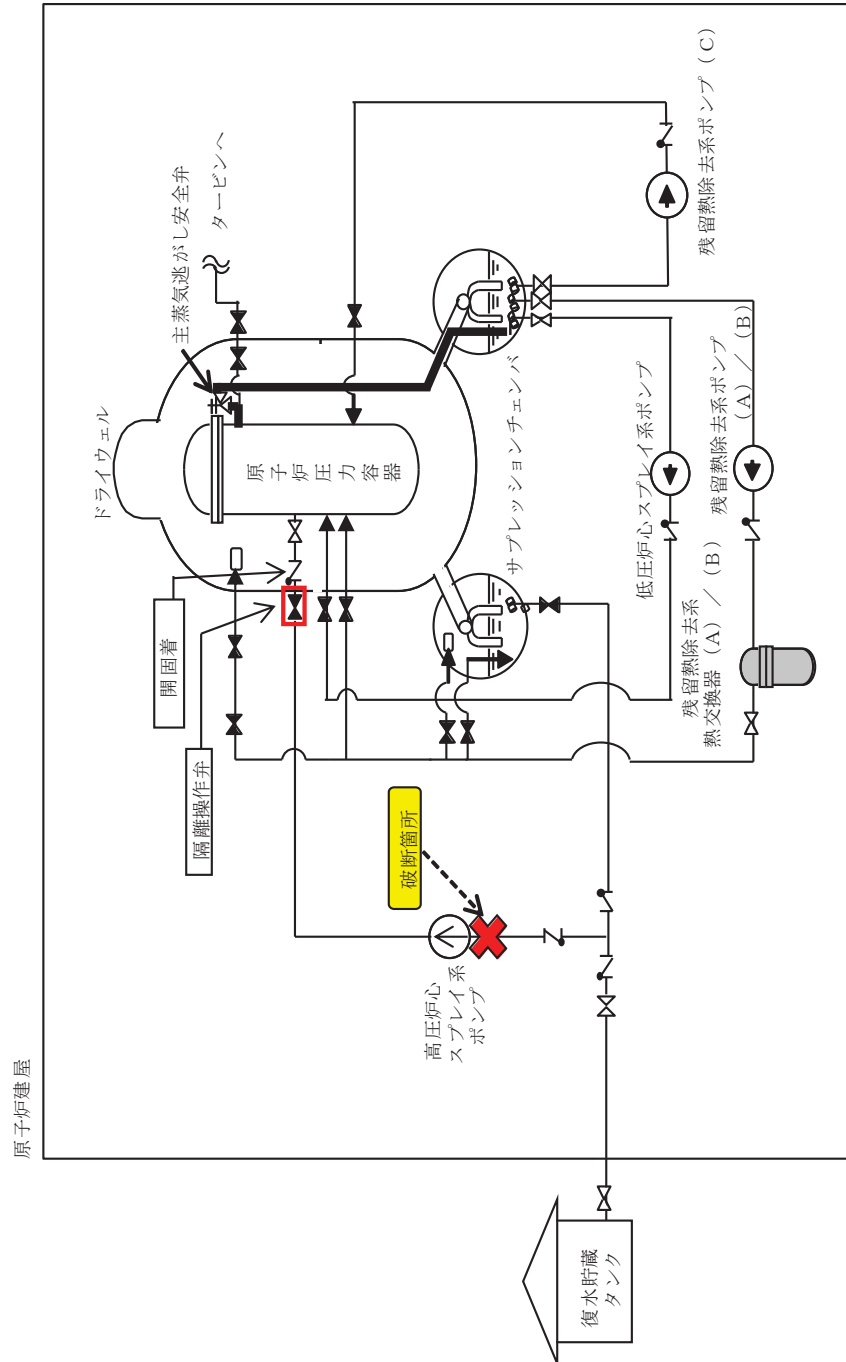 原子炉建屋
ドライウェル
主蒸気逃がし安全弁
タービンへ
開固着
隔離操作弁
原子炉圧力容器
破断箇所
高圧炉心
スプレイ系
ポンプ
サプレッションチェンバ
低圧炉心スプレイ系ポンプ
残留熱除去系ポンプ
(A)/(B)
残留熱除去系ポンプ(C)
残留熱除去系
熱交換器(A)/(B)
復水貯蔵
タンク